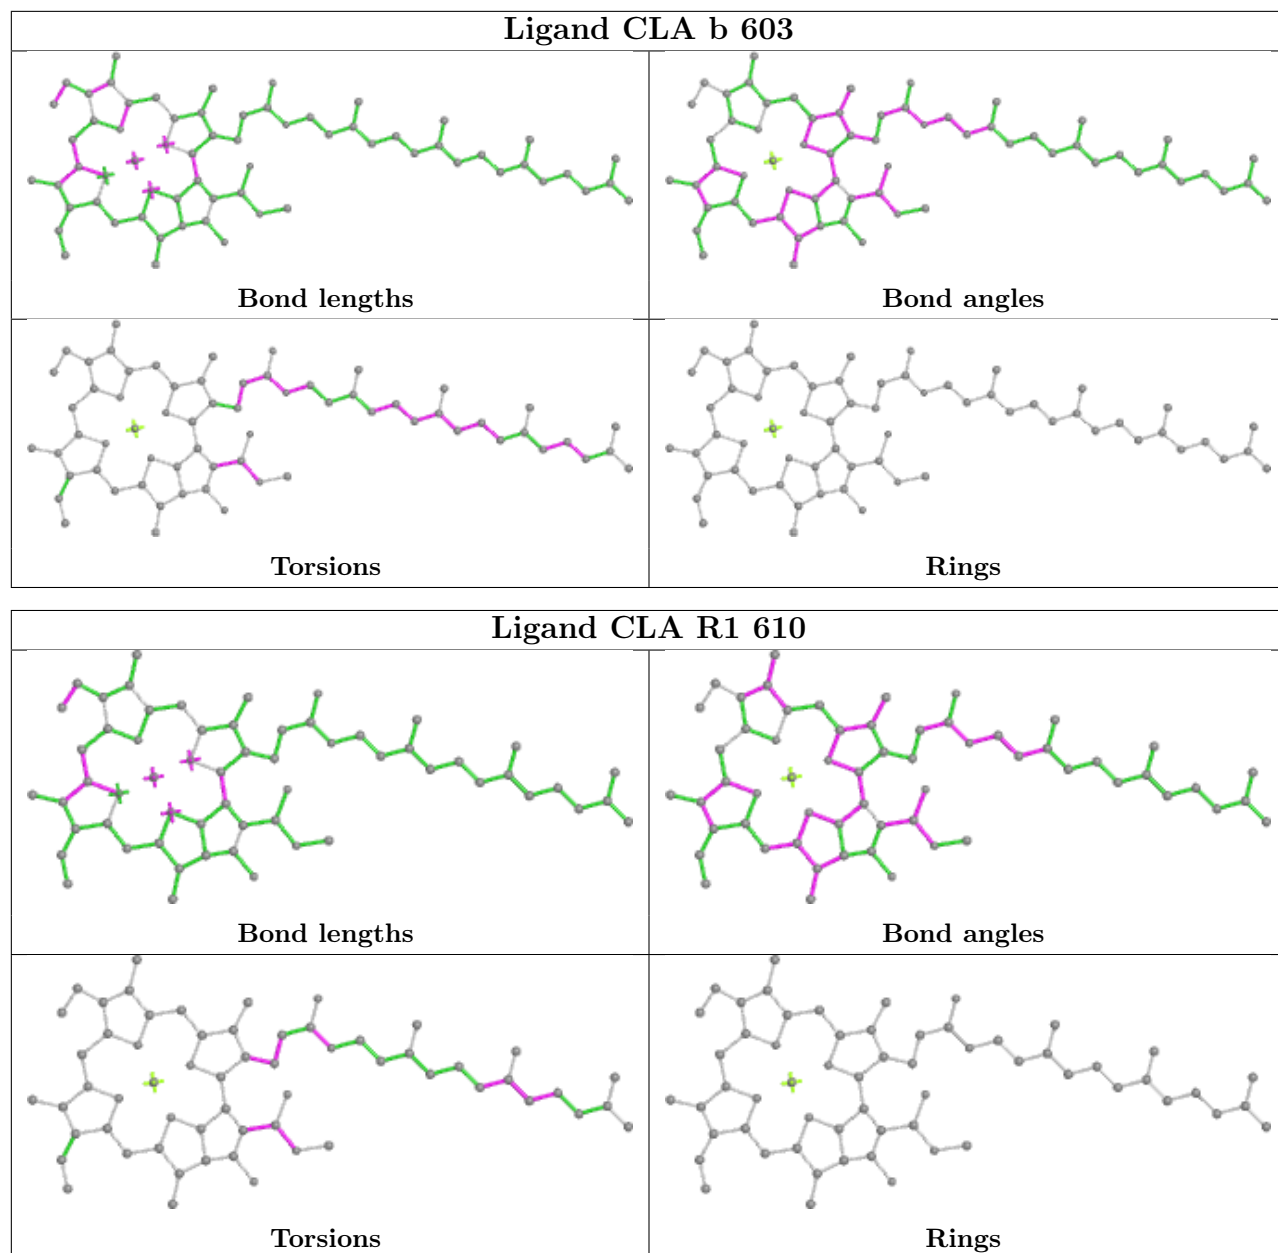 Ligand CLA b 603
Bond lengths
Bond angles
Torsions
Rings
Ligand CLA R1 610
Bond lengths
Bond angles
Torsions
Rings